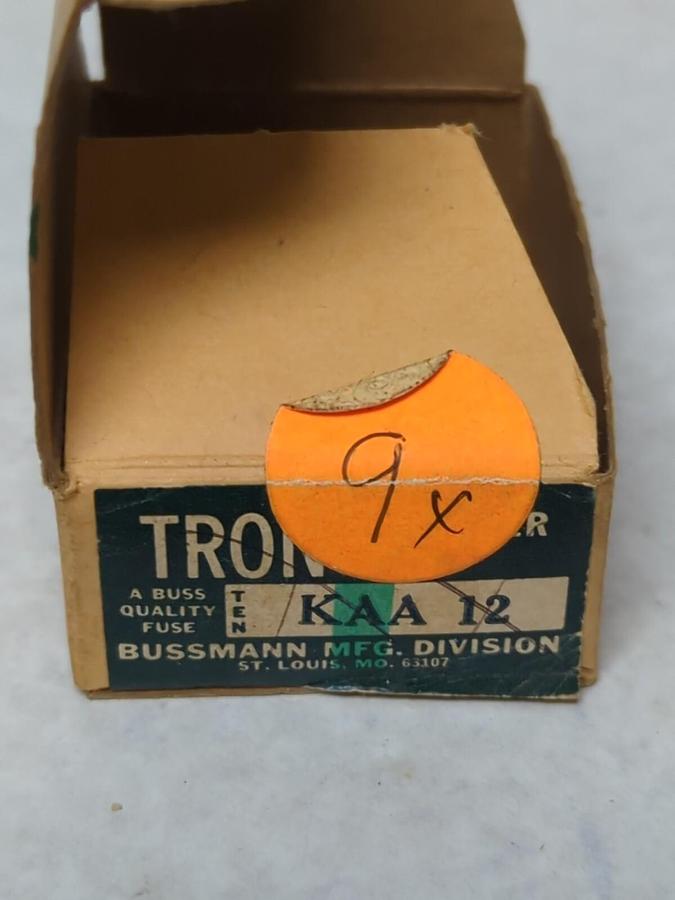 9x
TRON
A BUSS
QUALITY
FUSE
TEN
KAA 12
BUSSMANN MFG. DIVISION
ST. LOUIS, MO. 63107